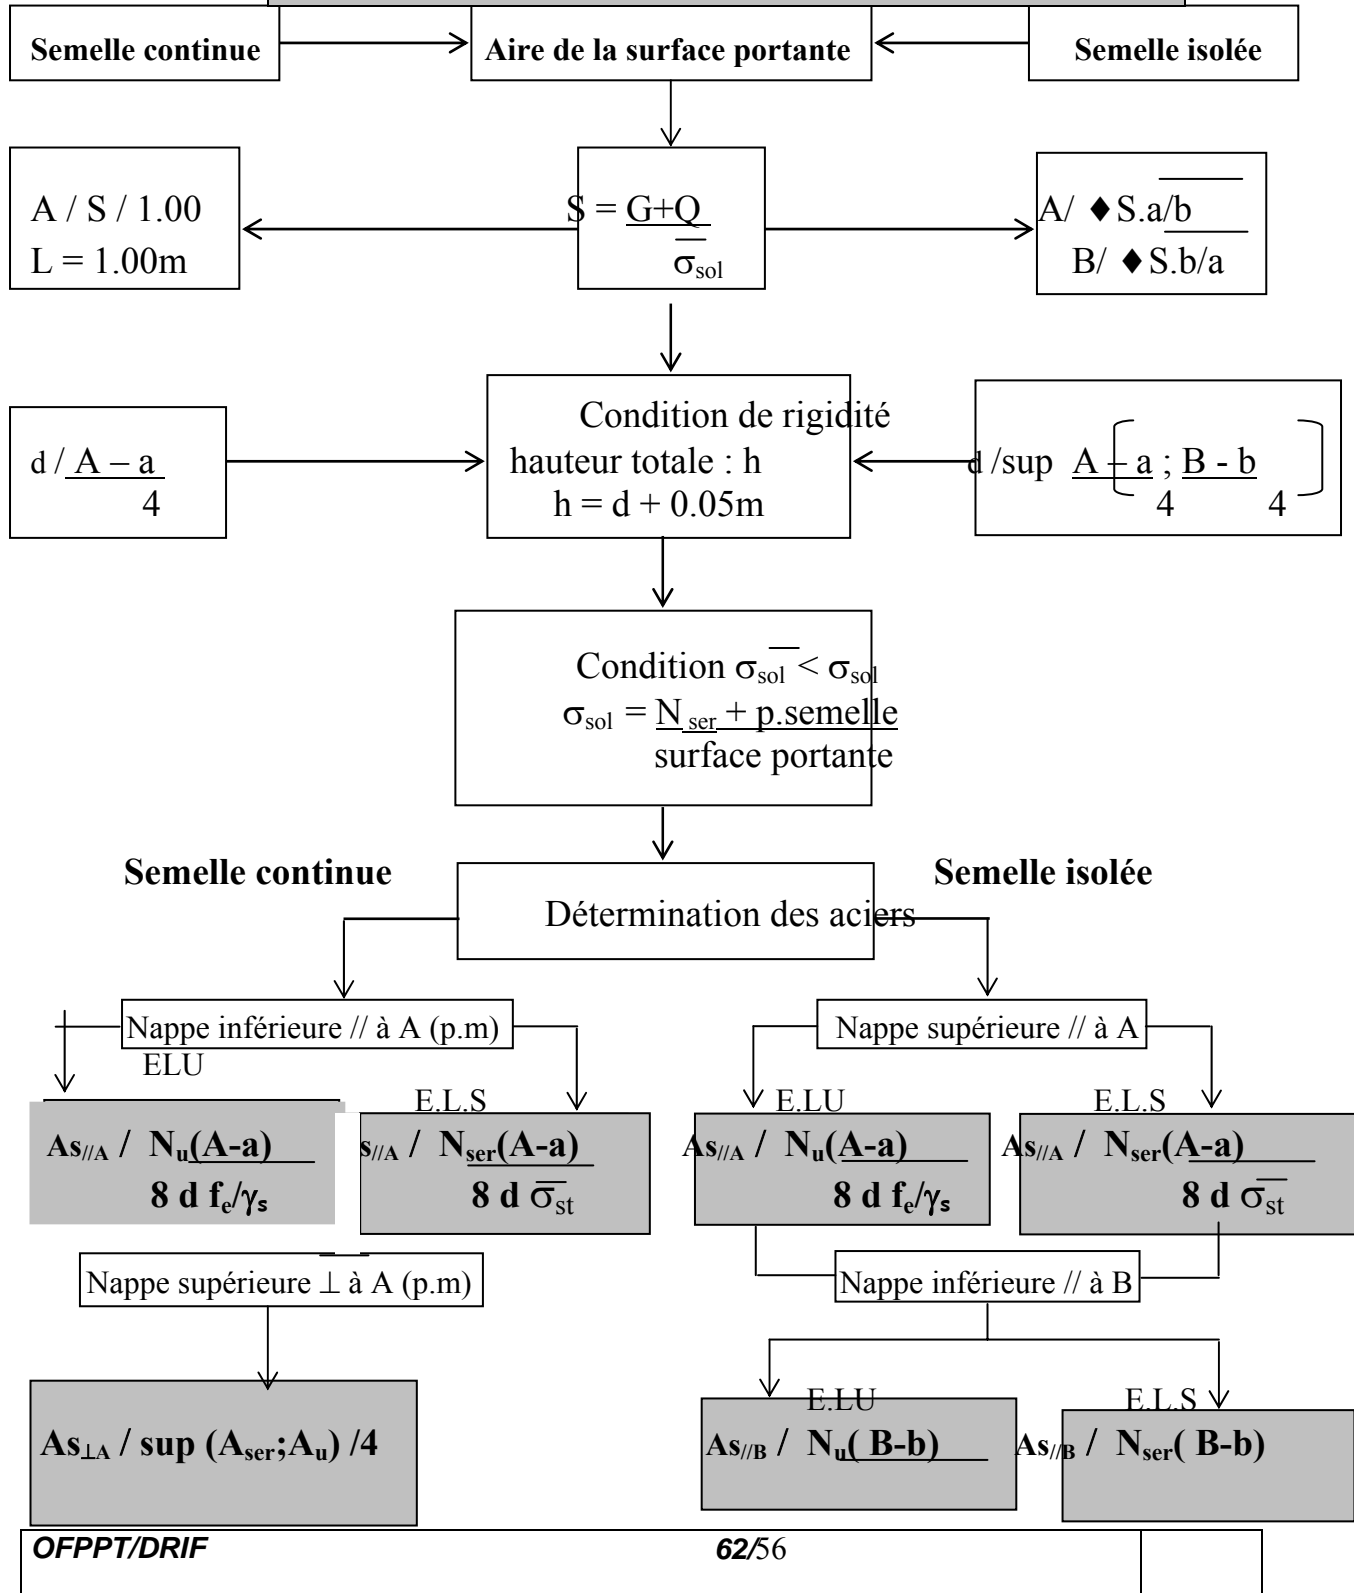 Semelle continue
Aire de la surface portante
Semelle isolée
A / S / 1.00
L = 1.00m
S = G+Q
σsol
A/ ♦ S.a/b
B/ ♦ S.b/a
d / A – a
4
Condition de rigidité
hauteur totale : h
h = d + 0.05m
d /sup A – a ; B - b
4 4
Condition σsol < σsol
σsol = N ser + p.semelle
surface portante
Semelle continue
Semelle isolée
Détermination des aciers
Nappe inférieure // à A (p.m)
Nappe supérieure // à A
ELU
E.L.S
E.LU
E.L.S
As//A / Nu(A-a)
8 d fe/γs
s//A / Nser(A-a)
8 d σst
As//A / Nu(A-a)
8 d fe/γs
As//A / Nser(A-a)
8 d σst
Nappe supérieure ⊥ à A (p.m)
Nappe inférieure // à B
E.LU
E.L.S
As⊥A / sup (Aser;Au) /4
As//B / Nu( B-b)
As//B / Nser( B-b)
OFPPT/DRIF
62/56